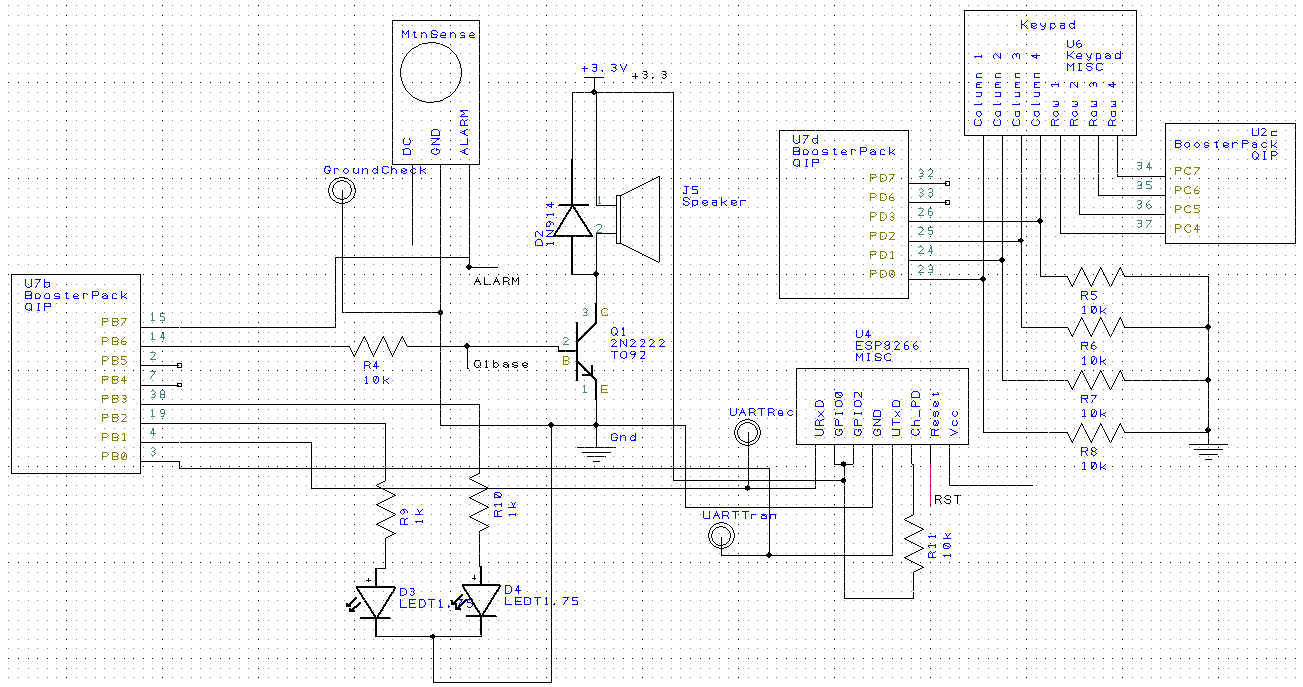 MtnSense
DC
GND
ALARM
GroundCheck
ALARM
+3.3V
+3.3
J5
Speaker
1
2
D2
1N914
3
C
2
B
1
E
Q1
2N2222
TO92
Q1base
Gnd
U7b
BoosterPack
QIP
PB7
15
PB6
14
PB5
2
PB4
7
PB3
38
PB2
19
PB1
4
PB0
3
R4
10k
R9
1k
R10
1k
+
D3
LEDT1.75
+
D4
LEDT1.75
U7d
BoosterPack
QIP
PD7
32
PD6
33
PD3
26
PD2
25
PD1
24
PD0
23
Keypad
U6
Keypad
MISC
Column 1
Column 2
Column 3
Column 4
Row 1
Row 2
Row 3
Row 4
U2c
BoosterPack
QIP
34
PC7
35
PC6
36
PC5
37
PC4
R5
10k
R6
10k
R7
10k
R8
10k
U4
ESP8266
MISC
URxD
GPIO0
GPIO2
GND
UTxD
Ch_PD
Reset
Vcc
UARTRec
UARTTran
RST
R11
10k